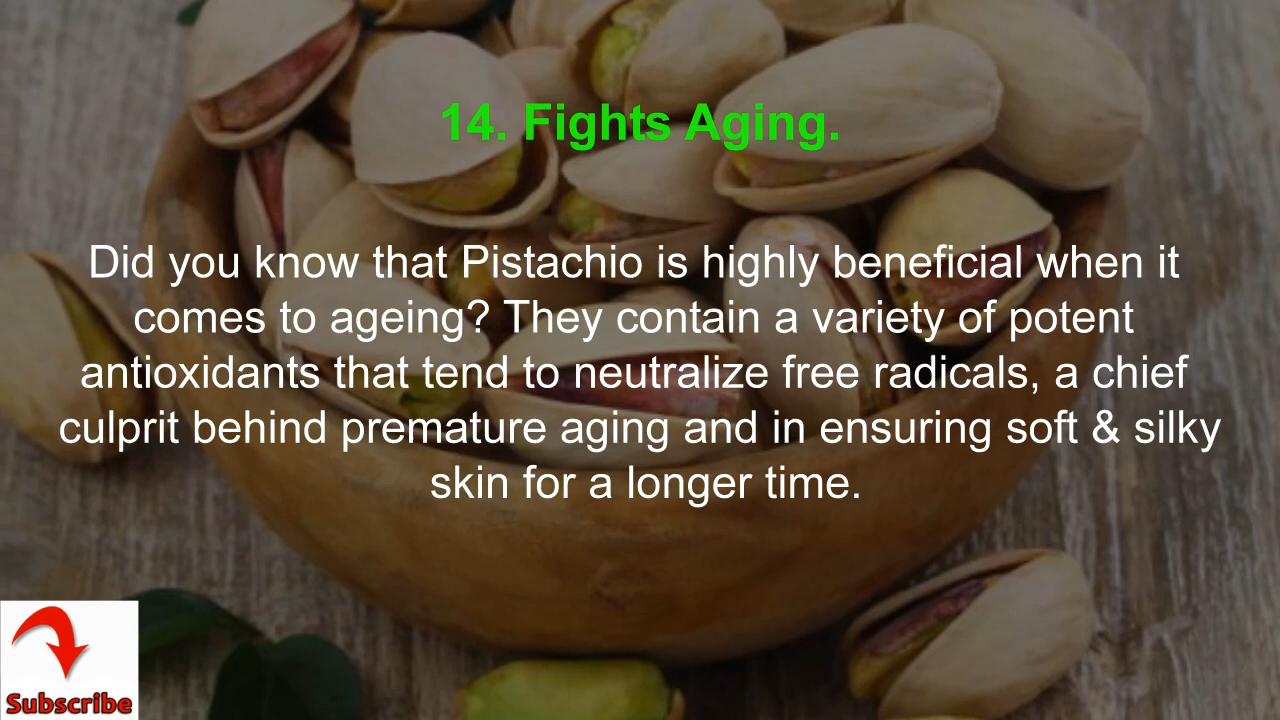 14. Fights Aging.
Did you know that Pistachio is highly beneficial when it
comes to ageing? They contain a variety of potent
antioxidants that tend to neutralize free radicals, a chief
culprit behind premature aging and in ensuring soft & silky
skin for a longer time.
Subscribe